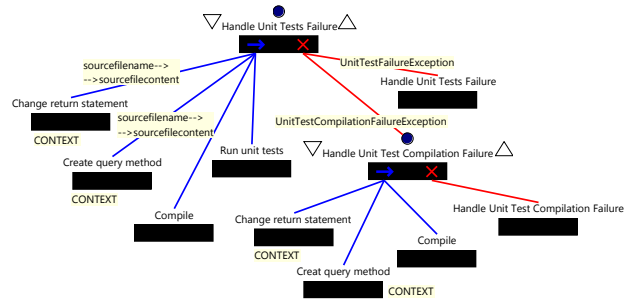 Handle Unit Tests Failure
sourcefilename-->
-->sourcefilecontent
UnitTestFailureException
Handle Unit Tests Failure
Change return statement
CONTEXT
sourcefilename-->
-->sourcefilecontent
UnitTestCompilationFailureException
Create query method
CONTEXT
Run unit tests
Handle Unit Test Compilation Failure
Compile
Change return statement
CONTEXT
Handle Unit Test Compilation Failure
Compile
Creat query method
CONTEXT